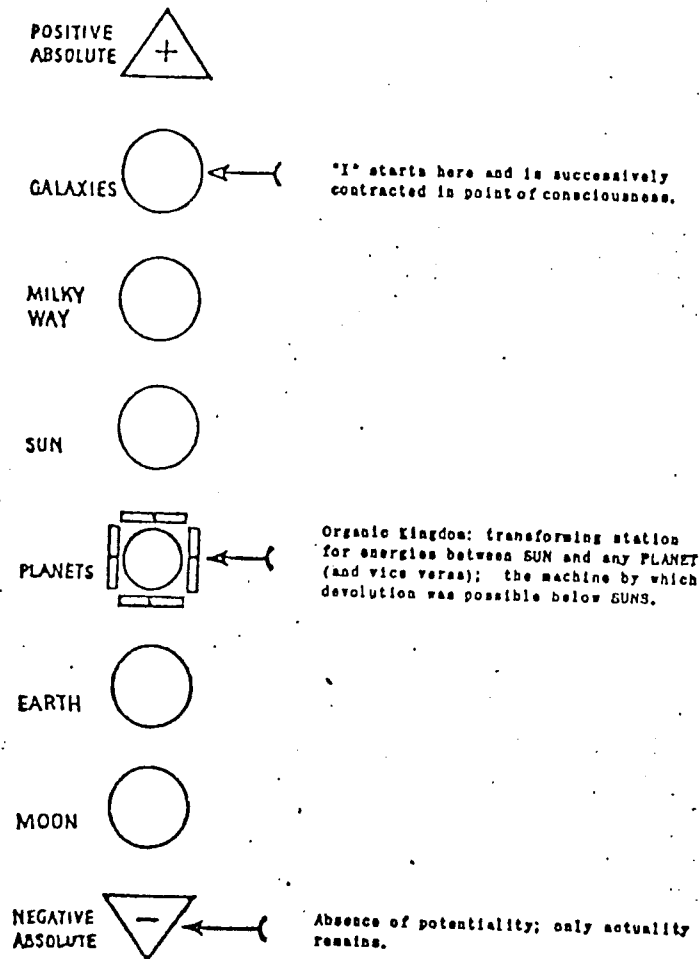 POSITIVE
ABSOLUTE
+
GALAXIES
"I" starts here and is successively
contracted in point of consciousness.
MILKY
WAY
SUN
PLANETS
Organic Kingdom: transforming station
for energies between SUN and any PLANET
(and vice versa); the machine by which
devolution was possible below SUNS.
EARTH
MOON
NEGATIVE
ABSOLUTE
-
Absence of potentiality; only actuality
remains.